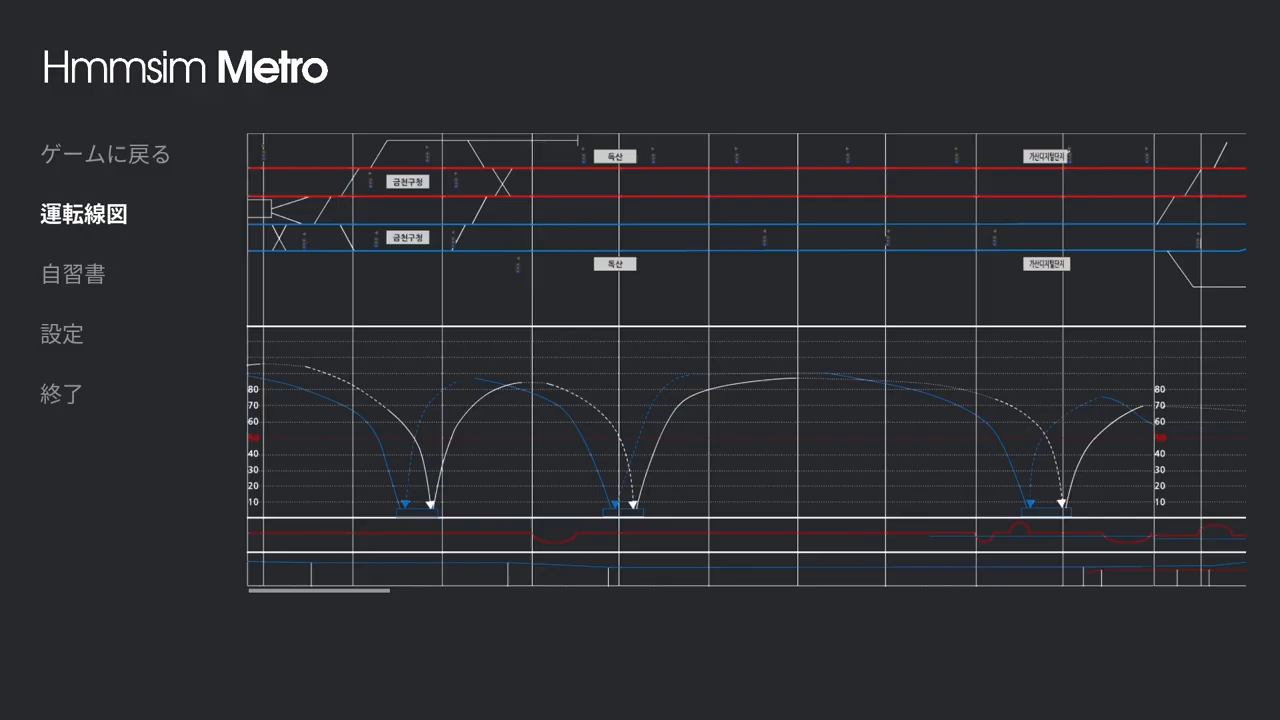 Hmmsim Metro
ゲームに戻る
運転線図
自習書
設定
終了
독산
가산디지털단지
금천구청
금천구청
독산
가산디지털단지
80
70
60
50
40
30
20
10
80
70
60
50
40
30
20
10